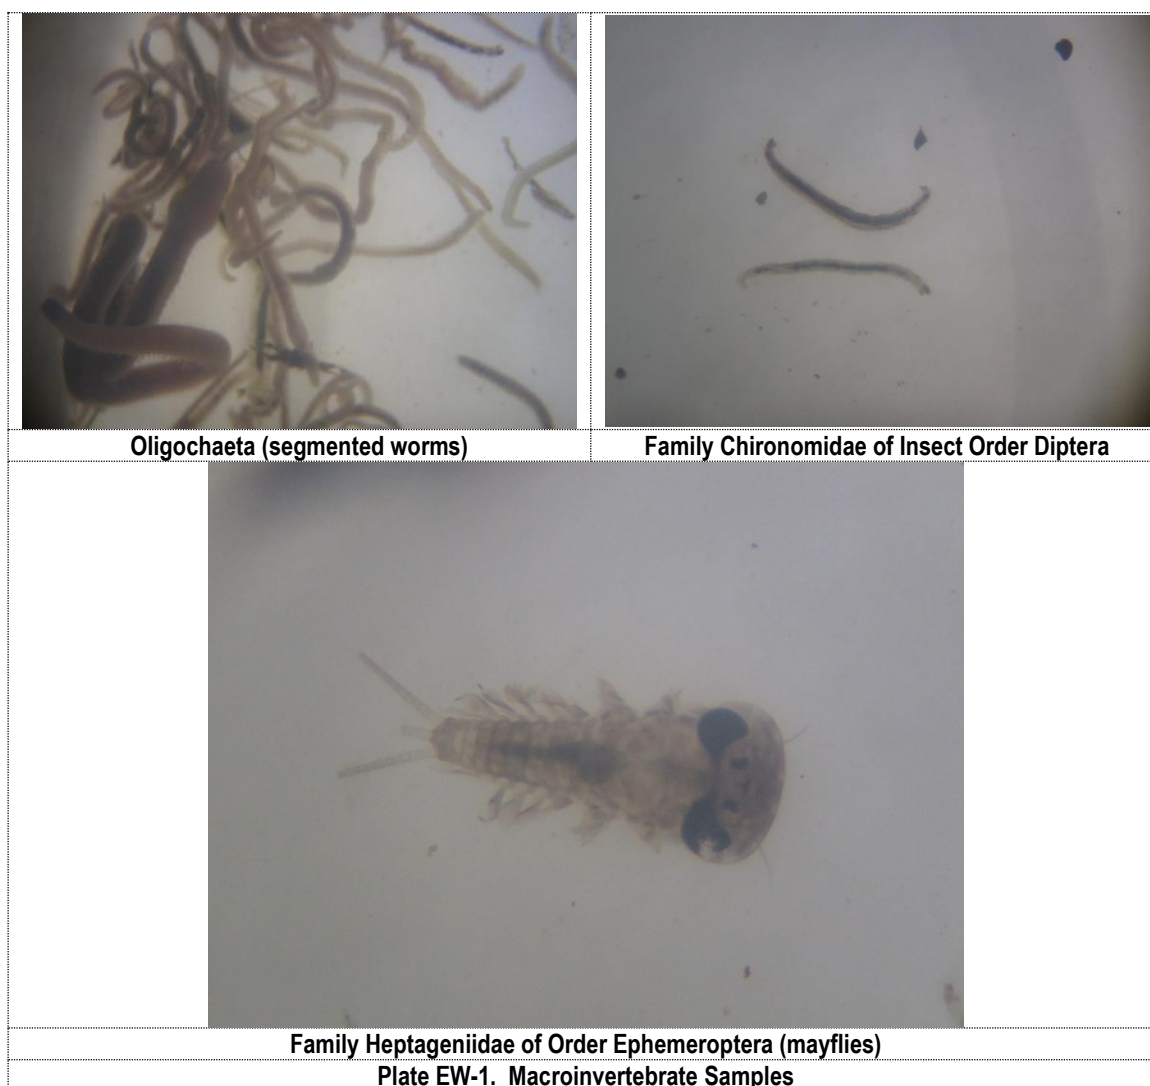 Oligochaeta (segmented worms)
Family Chironomidae of Insect Order Diptera
Family Heptageniidae of Order Ephemeroptera (mayflies)
Plate EW-1. Macroinvertebrate Samples